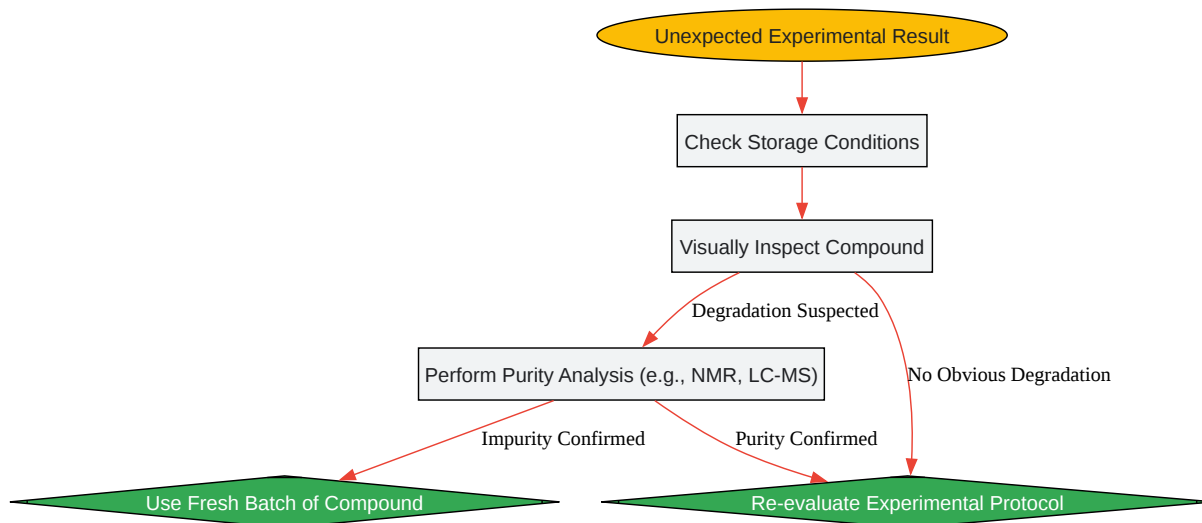 Unexpected Experimental Result
Check Storage Conditions
Visually Inspect Compound
Degradation Suspected
Perform Purity Analysis (e.g., NMR, LC-MS)
No Obvious Degradation
Impurity Confirmed
Purity Confirmed
Use Fresh Batch of Compound
Re-evaluate Experimental Protocol